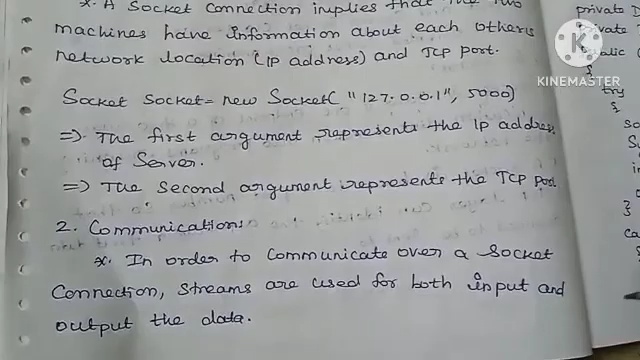 *. A Socket Connection implies that the two
machines have information about each other's
network location (IP address) and TCP port.
Socket socket = new Socket( "127.0.0.1", 5000)
=> The first argument represents the IP address
of Server.
=> The Second argument represents the TCP port
2. Communication:
*. In order to communicate over a Socket
Connection, streams are used for both input and
output the data.
private
private
try
{
}
KINEMASTER